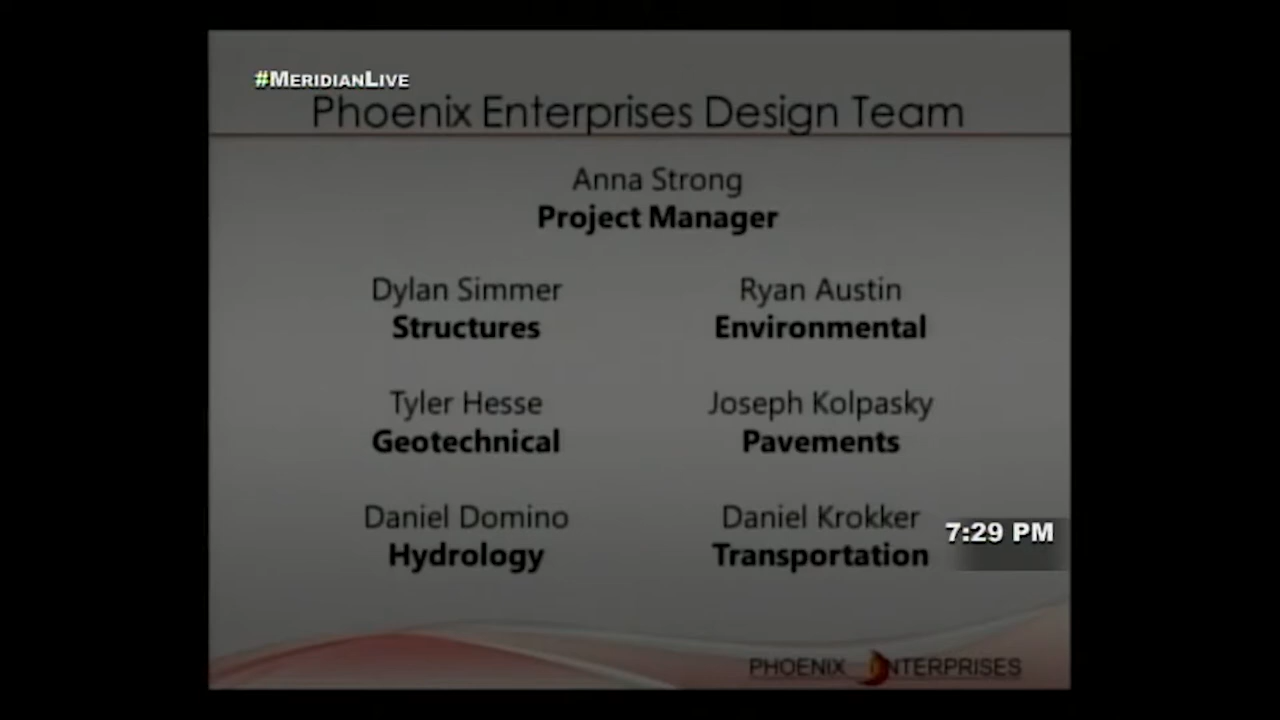 #MERIDIANLIVE
Phoenix Enterprises Design Team
Anna Strong
Project Manager
Dylan Simmer
Structures
Ryan Austin
Environmental
Tyler Hesse
Geotechnical
Joseph Kolpasky
Pavements
Daniel Domino
Hydrology
Daniel Krokker
Transportation
7:29 PM
PHOENIX ENTERPRISES